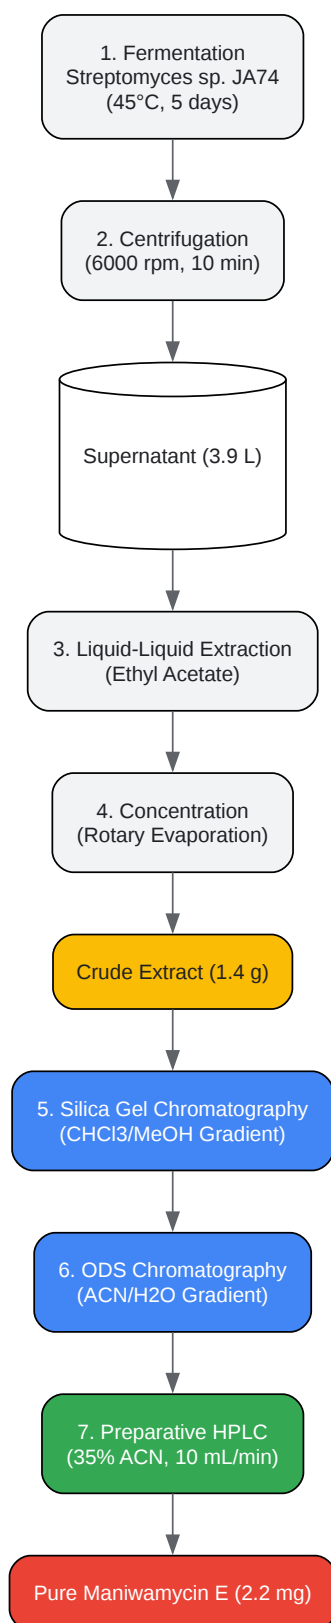 1. Fermentation
Streptomyces sp. JA74
(45°C, 5 days)
2. Centrifugation
(6000 rpm, 10 min)
Supernatant (3.9 L)
3. Liquid-Liquid Extraction
(Ethyl Acetate)
4. Concentration
(Rotary Evaporation)
Crude Extract (1.4 g)
5. Silica Gel Chromatography
(CHCl3/MeOH Gradient)
6. ODS Chromatography
(ACN/H2O Gradient)
7. Preparative HPLC
(35% ACN, 10 mL/min)
Pure Maniwamycin E (2.2 mg)